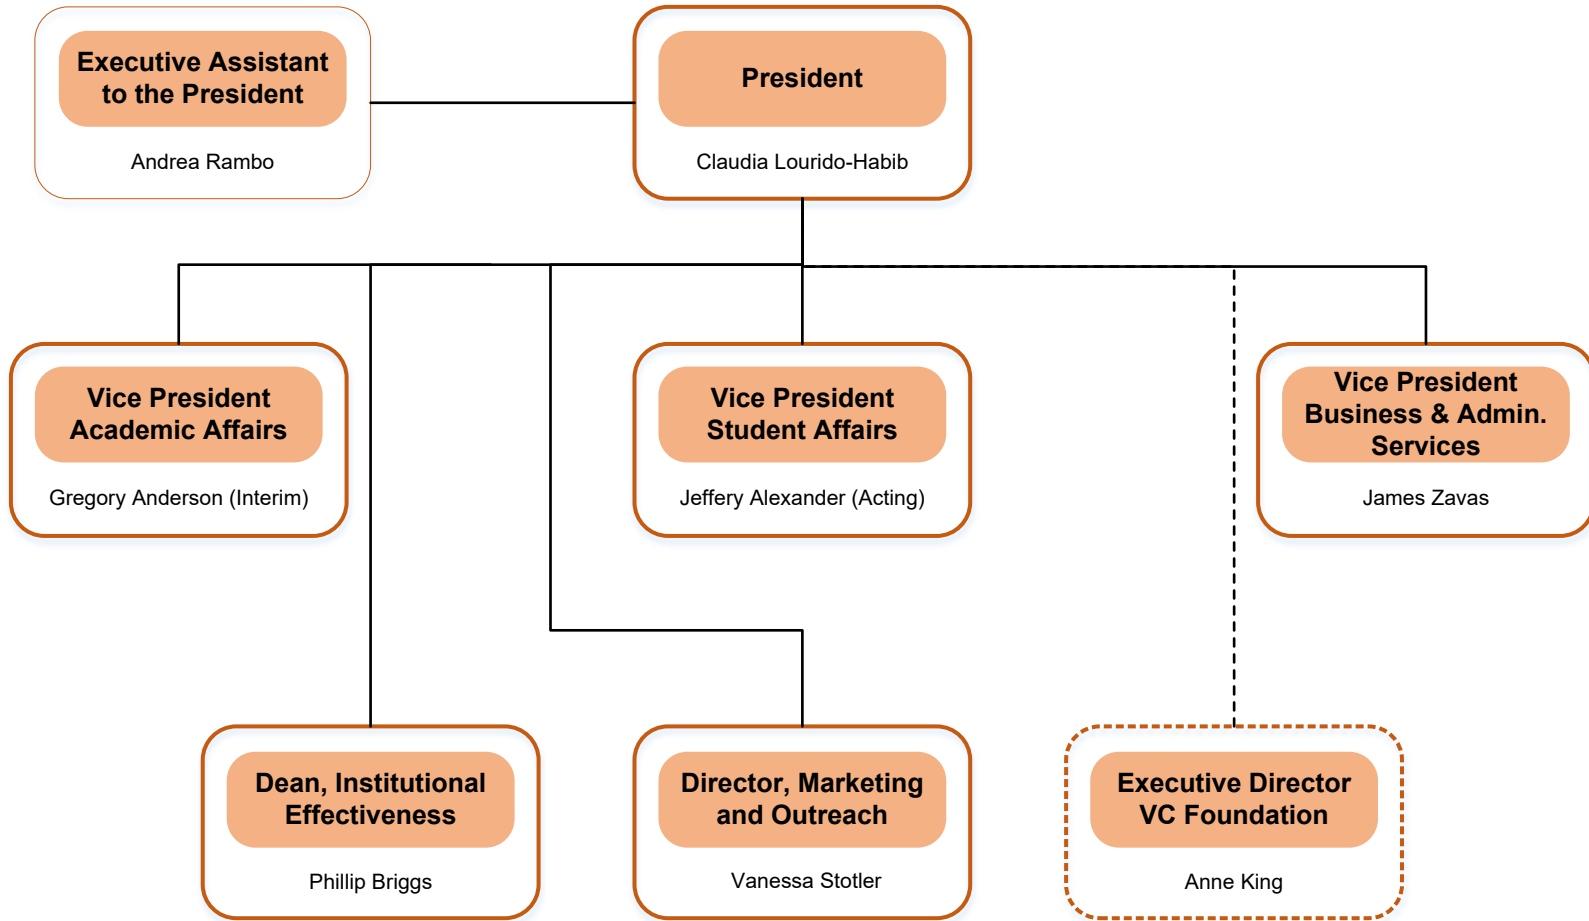 Executive Assistant
to the President
Andrea Rambo
President
Claudia Lourido-Habib
Vice President
Academic Affairs
Gregory Anderson (Interim)
Vice President
Student Affairs
Jeffery Alexander (Acting)
Vice President
Business & Admin.
Services
James Zavas
Dean, Institutional
Effectiveness
Phillip Briggs
Director, Marketing
and Outreach
Vanessa Stotler
Executive Director
VC Foundation
Anne King